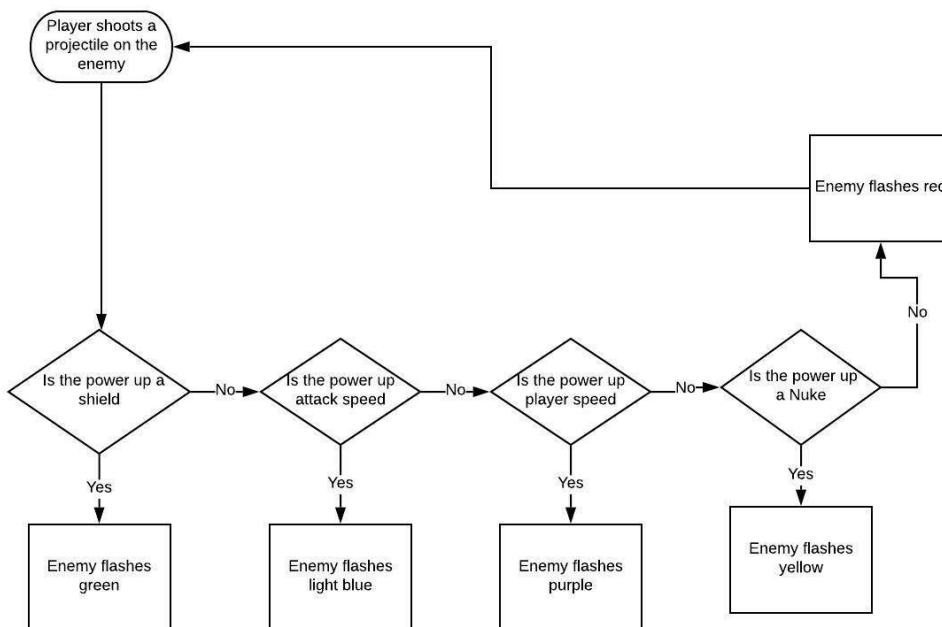 Player shoots a
projectile on the
enemy
Enemy flashes red
No
Is the power up a
shield
No
Is the power up
attack speed
No
Is the power up
player speed
No
Is the power up
a Nuke
Yes
Yes
Yes
Yes
Enemy flashes
green
Enemy flashes
light blue
Enemy flashes
purple
Enemy flashes
yellow